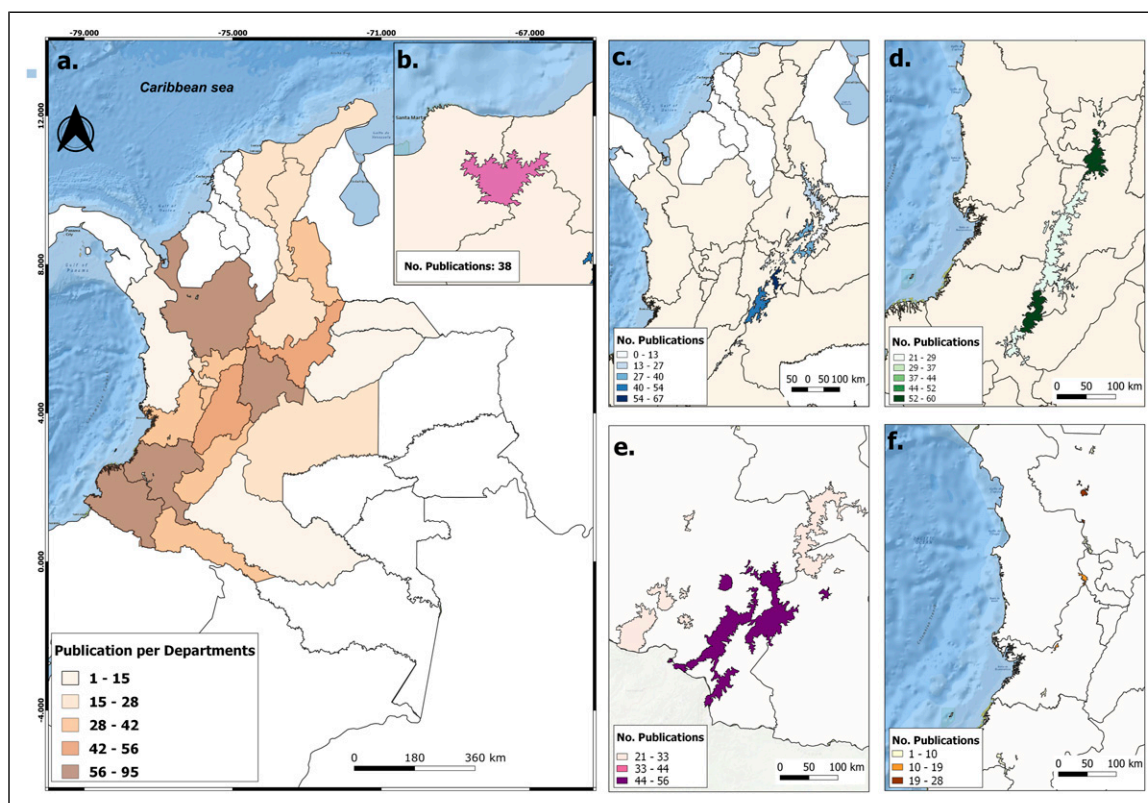 -79.000
-75.000
-71.000
-67.000
a.
Caribbean sea
12.000
8.000
4.000
0.000
-4.000
Publication per Departments
1 - 15
15 - 28
28 - 42
42 - 56
56 - 95
0 180 360 km
b.
Santa Marta
No. Publications: 38
c.
No. Publications
0 - 13
13 - 27
27 - 40
40 - 54
54 - 67
50 0 50 100 km
d.
No. Publications
21 - 29
29 - 37
37 - 44
44 - 52
52 - 60
0 50 100 km
e.
No. Publications
21 - 33
33 - 44
44 - 56
0 50 100 km
f.
No. Publications
1 - 10
10 - 19
19 - 28
0 50 100 km